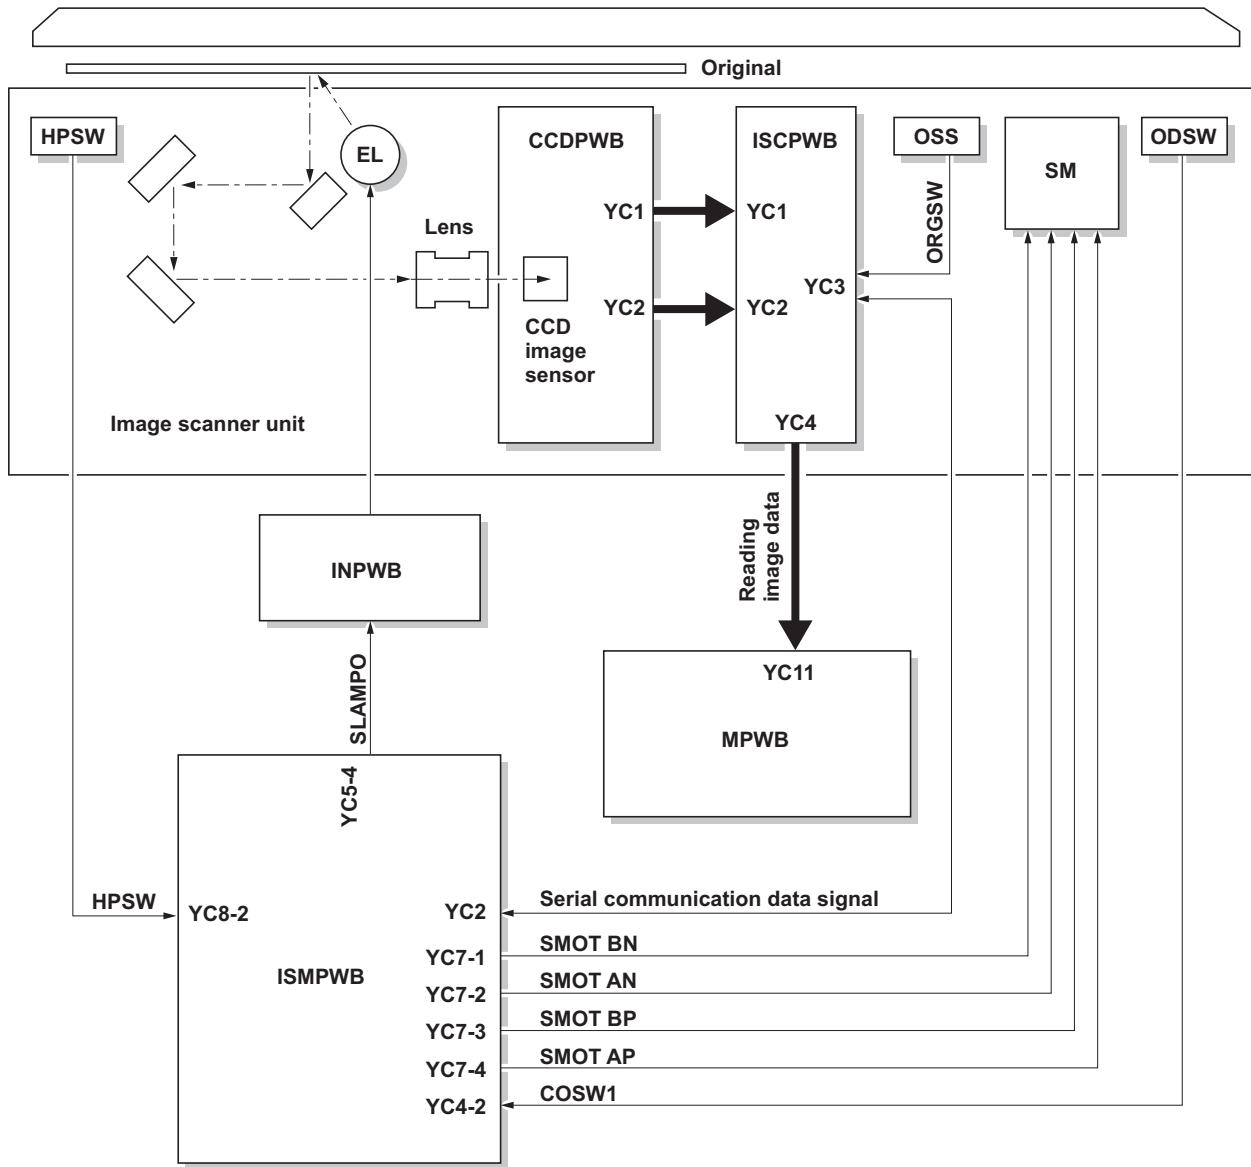 Original
HPSW
EL
CCDPWB
ISCPWB
OSS
SM
ODSW
YC1
YC1
ORGSW
Lens
YC3
YC2
YC2
CCD
image
sensor
Image scanner unit
YC4
Reading
image data
INPWB
SLAMPO
YC11
MPWB
YC5-4
HPSW
YC8-2
YC2
Serial communication data signal
ISMPWB
YC7-1
SMOT BN
YC7-2
SMOT AN
YC7-3
SMOT BP
YC7-4
SMOT AP
YC4-2
COSW1